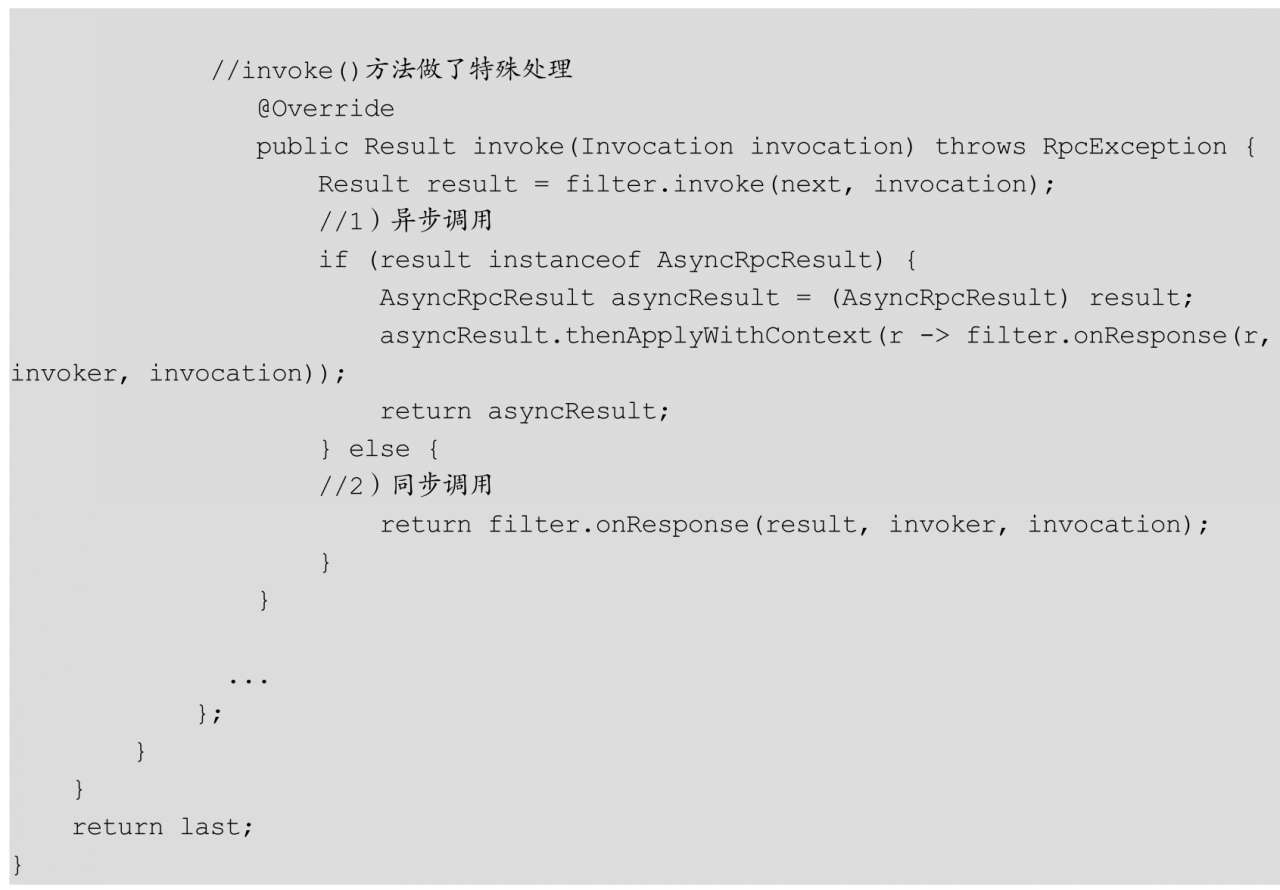 //invoke()方法做了特殊处理
@Override
public Result invoke(Invocation invocation) throws RpcException {
Result result = filter.invoke(next, invocation);
//1）异步调用
if (result instanceof AsyncRpcResult) {
AsyncRpcResult asyncResult = (AsyncRpcResult) result;
asyncResult.thenApplyWithContext(r -> filter.onResponse(r,
invoker, invocation));
return asyncResult;
} else {
//2）同步调用
return filter.onResponse(result, invoker, invocation);
}
}
...
};
}
}
return last;
}